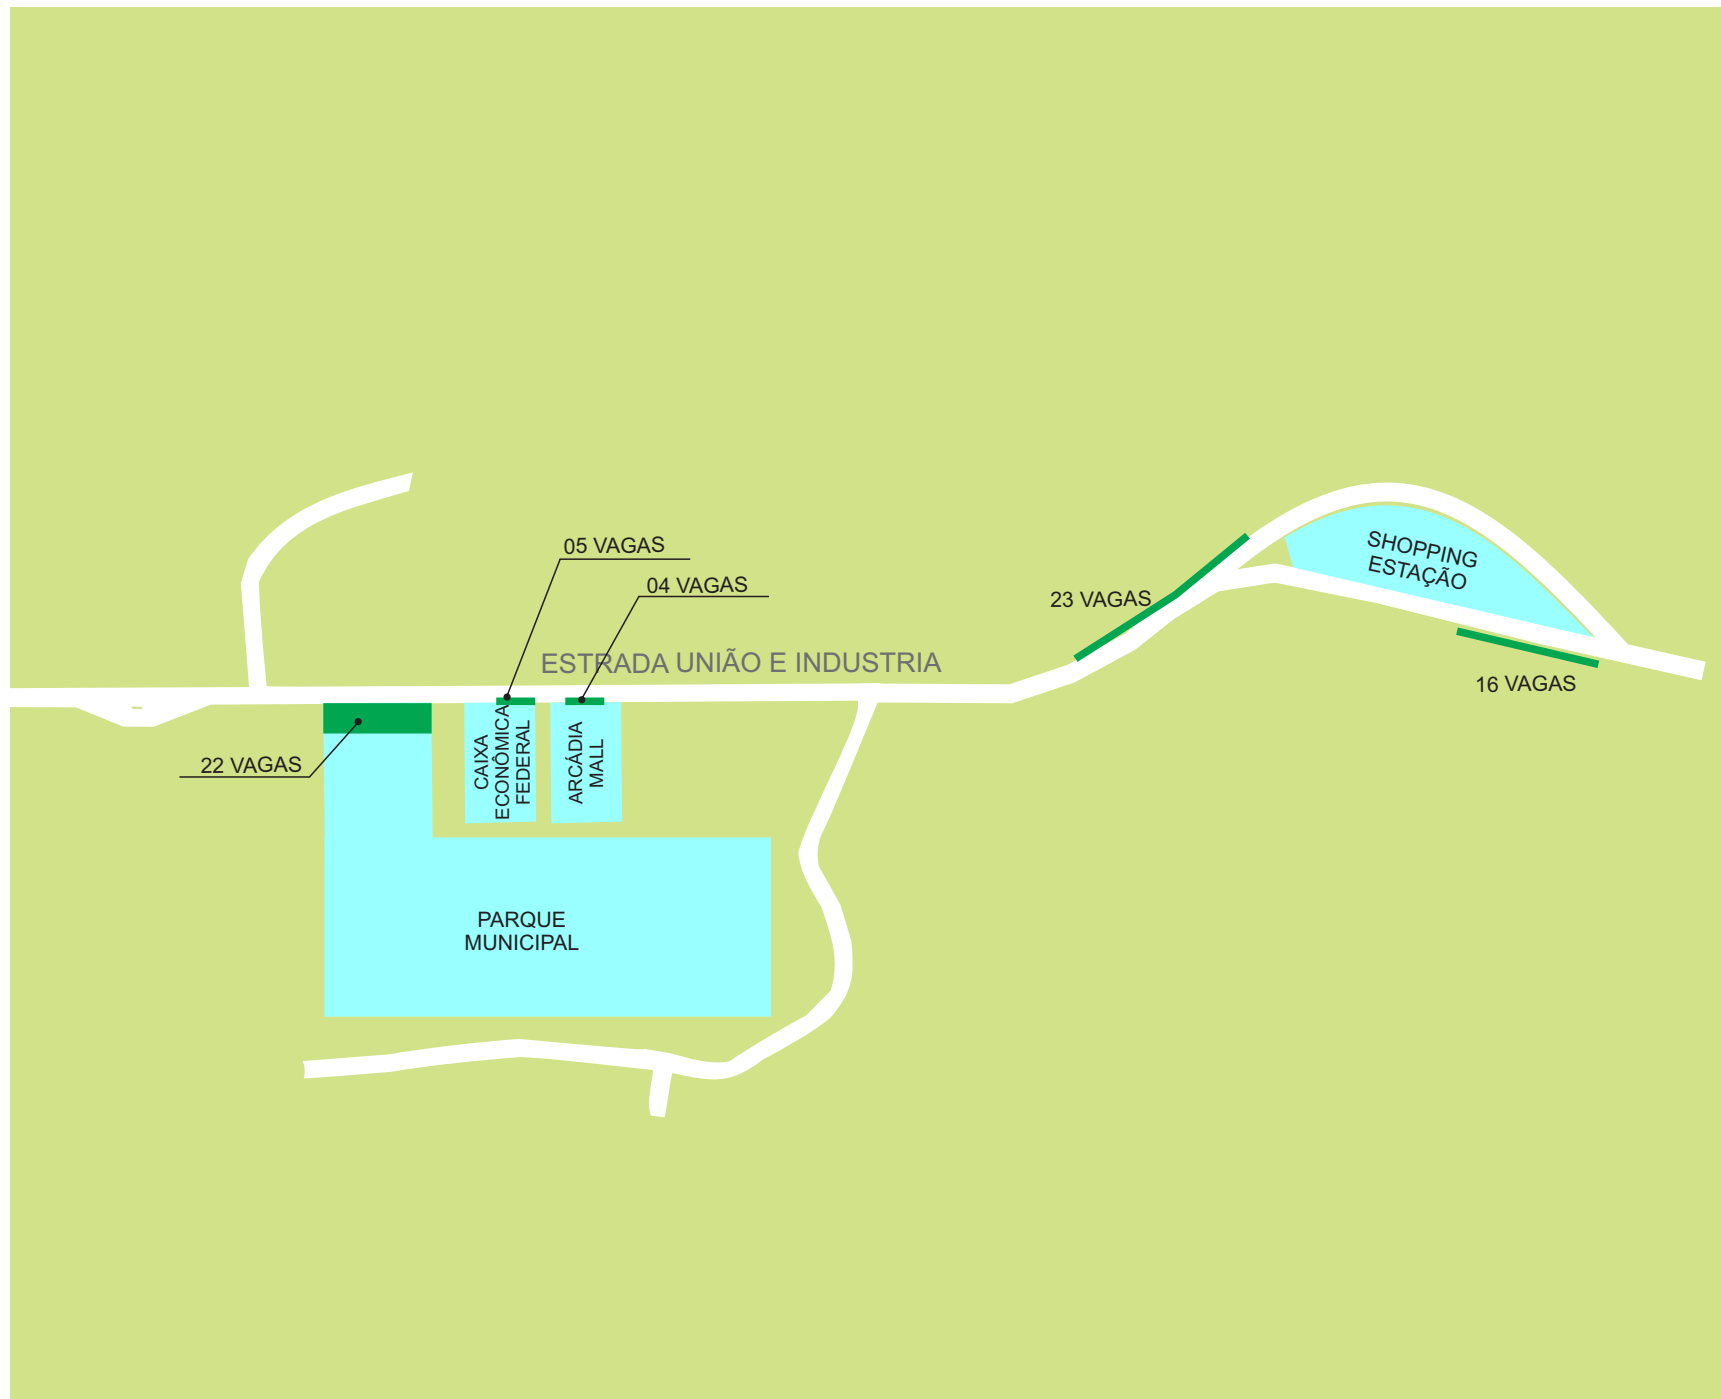 SHOPPING
ESTAÇÃO
05 VAGAS
04 VAGAS
23 VAGAS
ESTRADA UNIÃO E INDUSTRIA
16 VAGAS
22 VAGAS
CAIXA
ECONÔMICA
FEDERAL
ARCÁDIA
MALL
PARQUE
MUNICIPAL